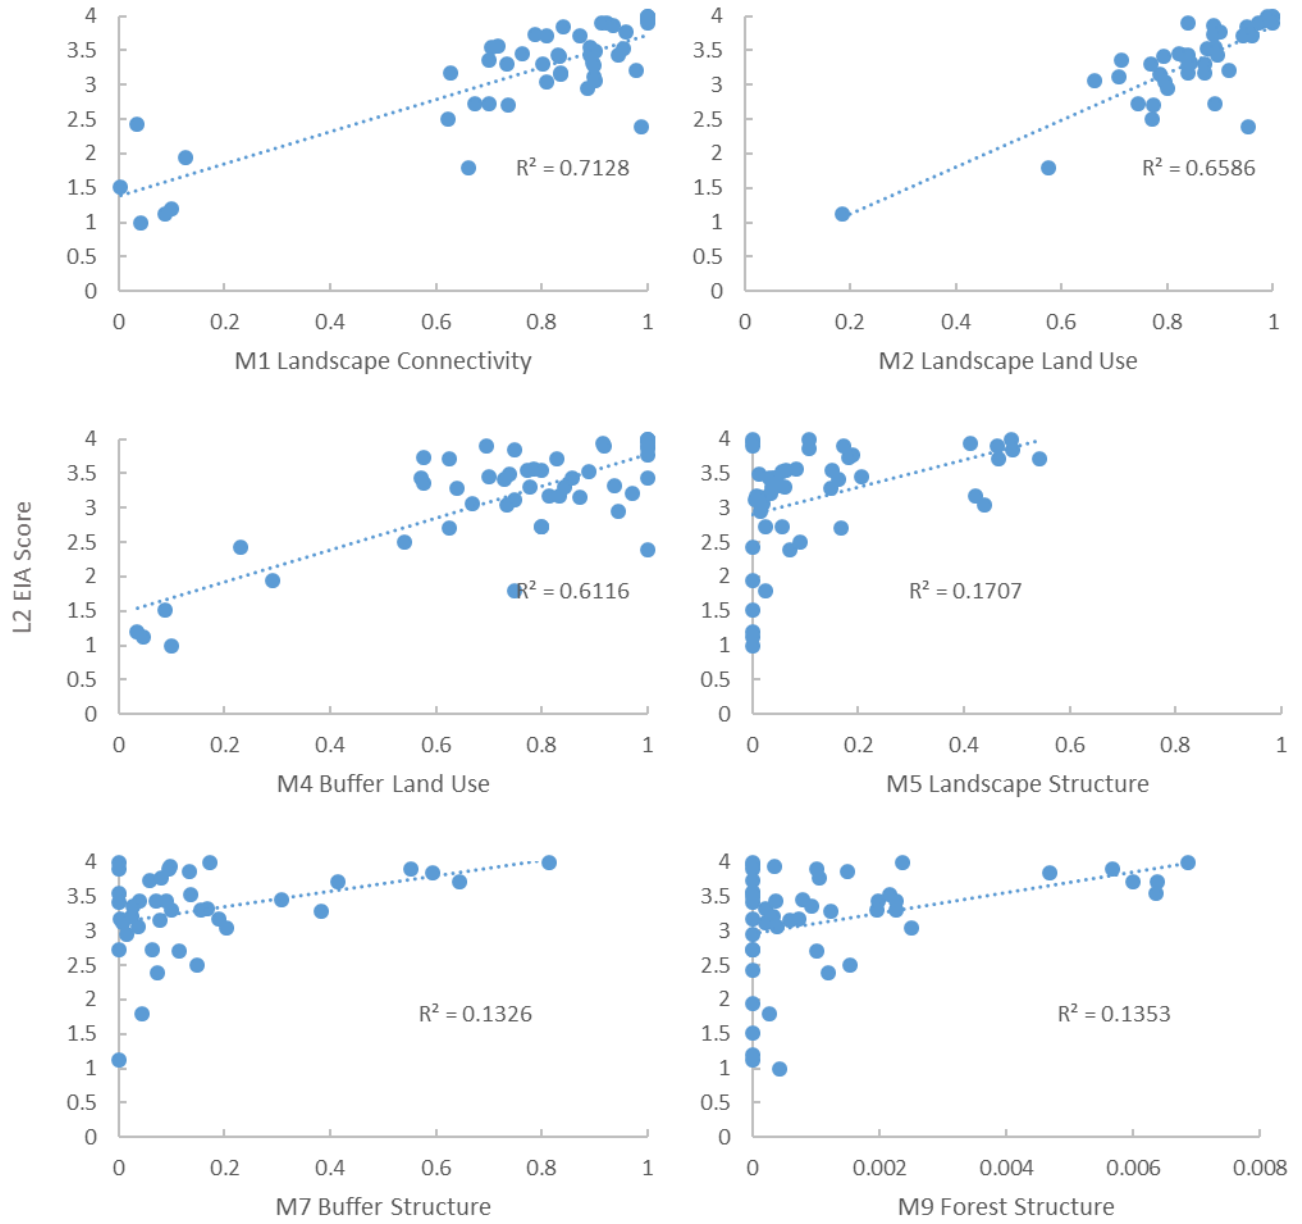 4
3.5
3
2.5
2
1.5
1
0.5
0
R² = 0.7128
0 0.2 0.4 0.6 0.8 1
M1 Landscape Connectivity
4
3.5
3
2.5
2
1.5
1
0.5
0
R² = 0.6586
0 0.2 0.4 0.6 0.8 1
M2 Landscape Land Use
L2 EIA Score
4
3.5
3
2.5
2
1.5
1
0.5
0
R² = 0.6116
0 0.2 0.4 0.6 0.8 1
M4 Buffer Land Use
4
3.5
3
2.5
2
1.5
1
0.5
0
R² = 0.1707
0 0.2 0.4 0.6 0.8 1
M5 Landscape Structure
4
3.5
3
2.5
2
1.5
1
0.5
0
R² = 0.1326
0 0.2 0.4 0.6 0.8 1
M7 Buffer Structure
4
3.5
3
2.5
2
1.5
1
0.5
0
R² = 0.1353
0 0.002 0.004 0.006 0.008
M9 Forest Structure